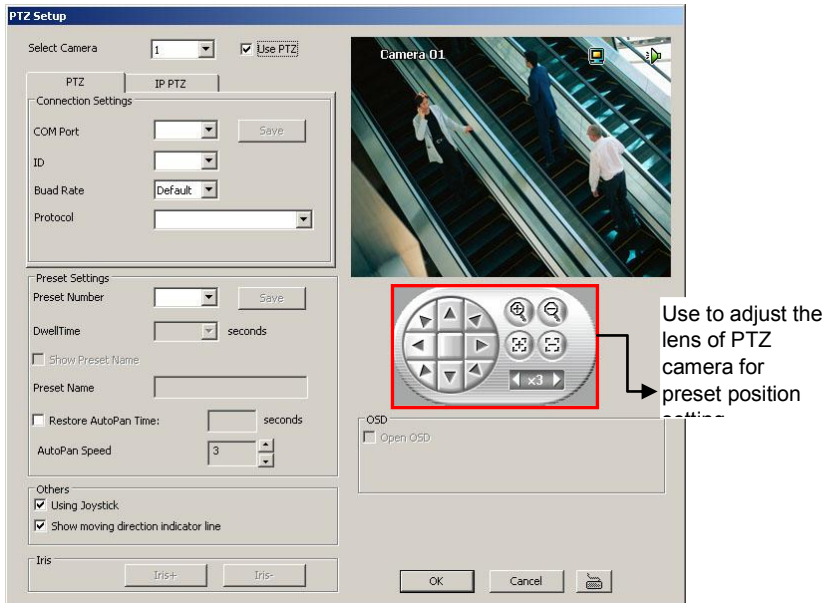 PTZ Setup
Select Camera 1 Use PTZ
PTZ IP PTZ
Connection Settings
COM Port Save
ID
Buad Rate Default
Protocol
Preset Settings
Preset Number Save
DwellTime seconds
Show Preset Name
Preset Name
Restore AutoPan Time: seconds
AutoPan Speed 3
Others
Using Joystick
Show moving direction indicator line
Iris
Iris+ Iris-
Camera 01
x3
Use to adjust the
lens of PTZ
camera for
preset position
setting
OSD
Open OSD
OK Cancel